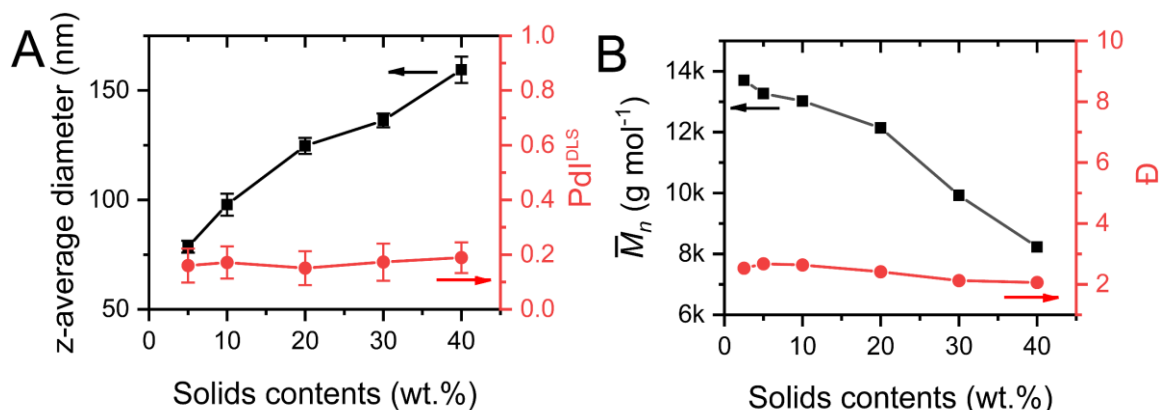 A
z-average diameter (nm)
150
100
50
0 10 20 30 40
Solids contents (wt.%)
1.0
0.8
0.6
0.4
0.2
0.0
PdI^DLS
B
M̅n (g mol⁻¹)
14k
12k
10k
8k
6k
0 10 20 30 40
Solids contents (wt.%)
10
8
6
4
2
Đ